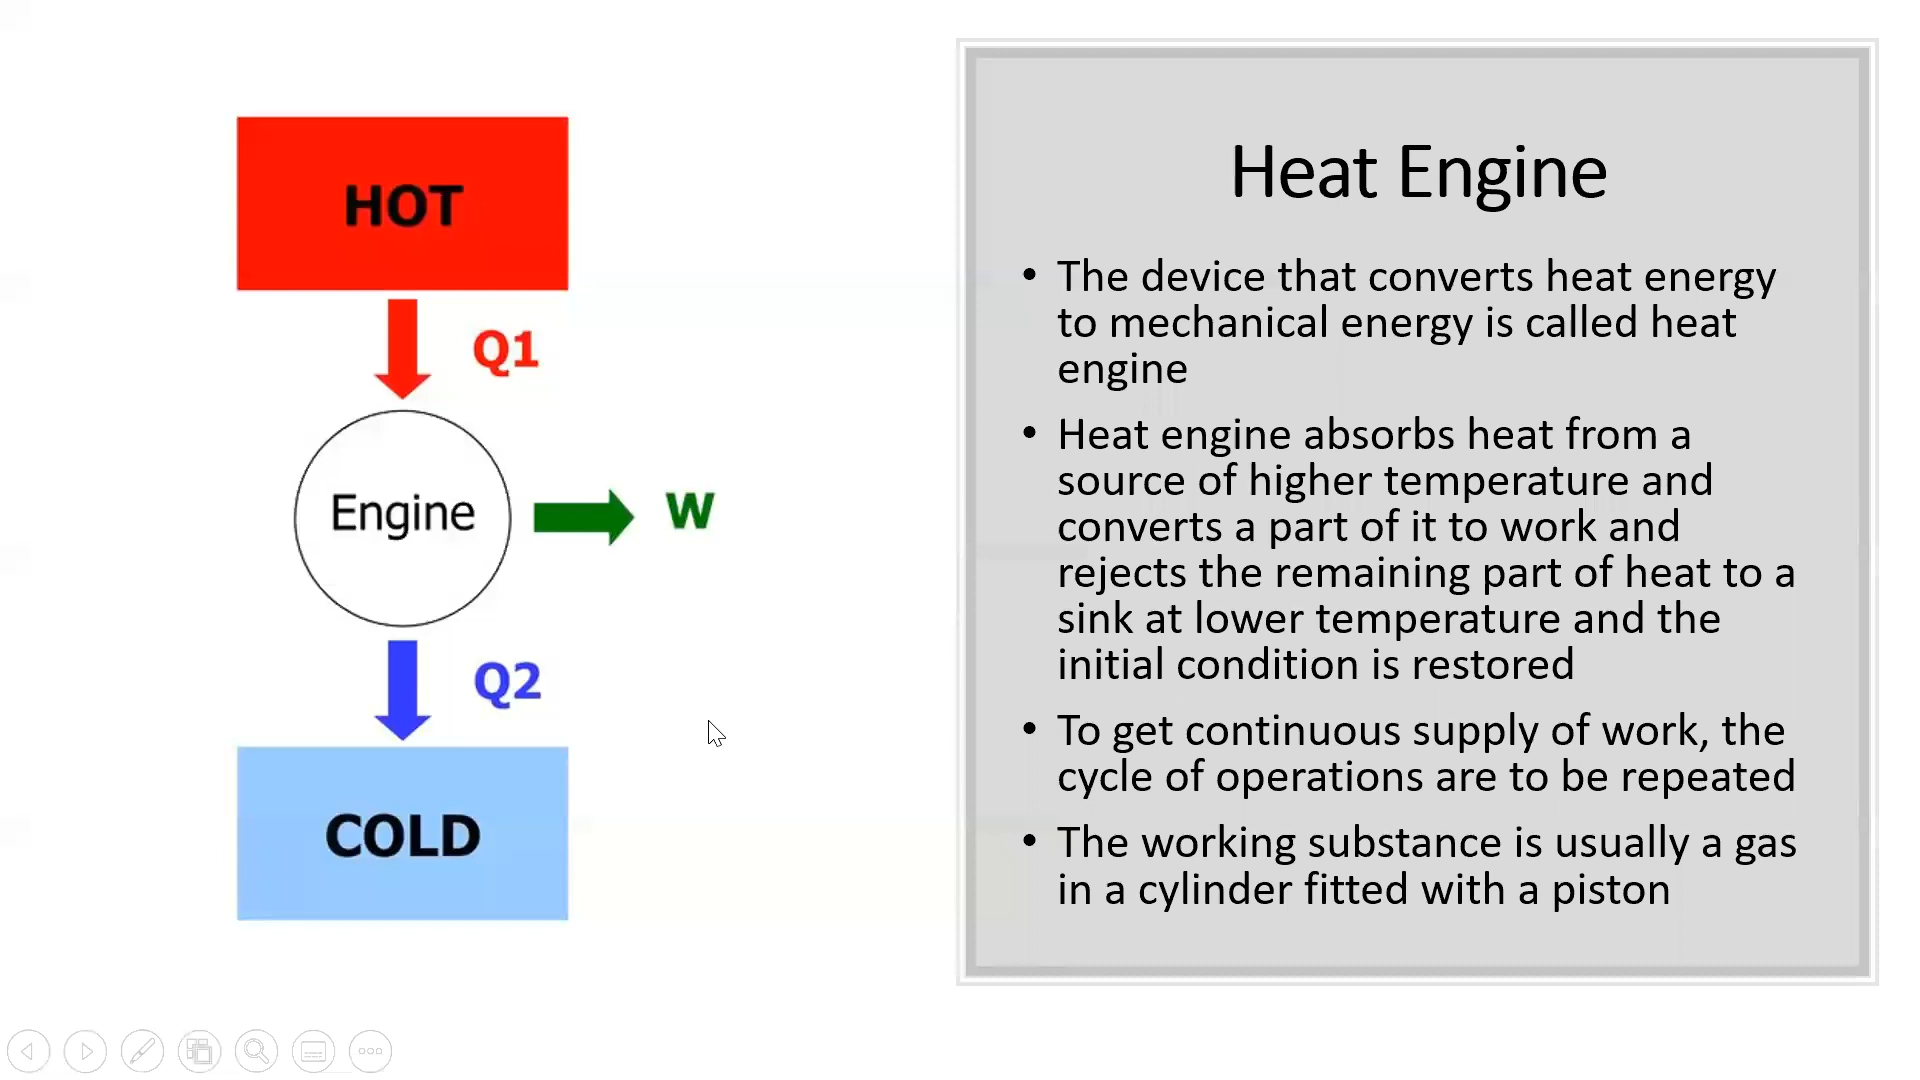 HOT
Q1
Engine
W
Q2
COLD
Heat Engine
• The device that converts heat energy
to mechanical energy is called heat
engine
• Heat engine absorbs heat from a
source of higher temperature and
converts a part of it to work and
rejects the remaining part of heat to a
sink at lower temperature and the
initial condition is restored
• To get continuous supply of work, the
cycle of operations are to be repeated
• The working substance is usually a gas
in a cylinder fitted with a piston